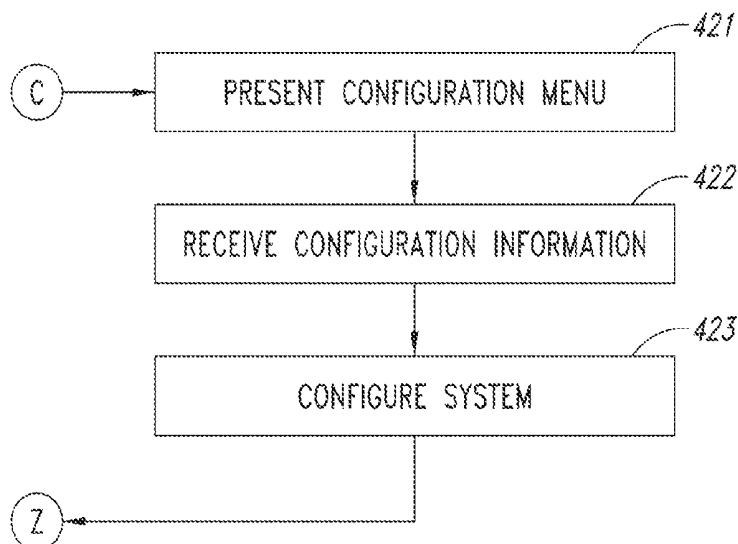 421
C
PRESENT CONFIGURATION MENU
422
RECEIVE CONFIGURATION INFORMATION
423
CONFIGURE SYSTEM
Z